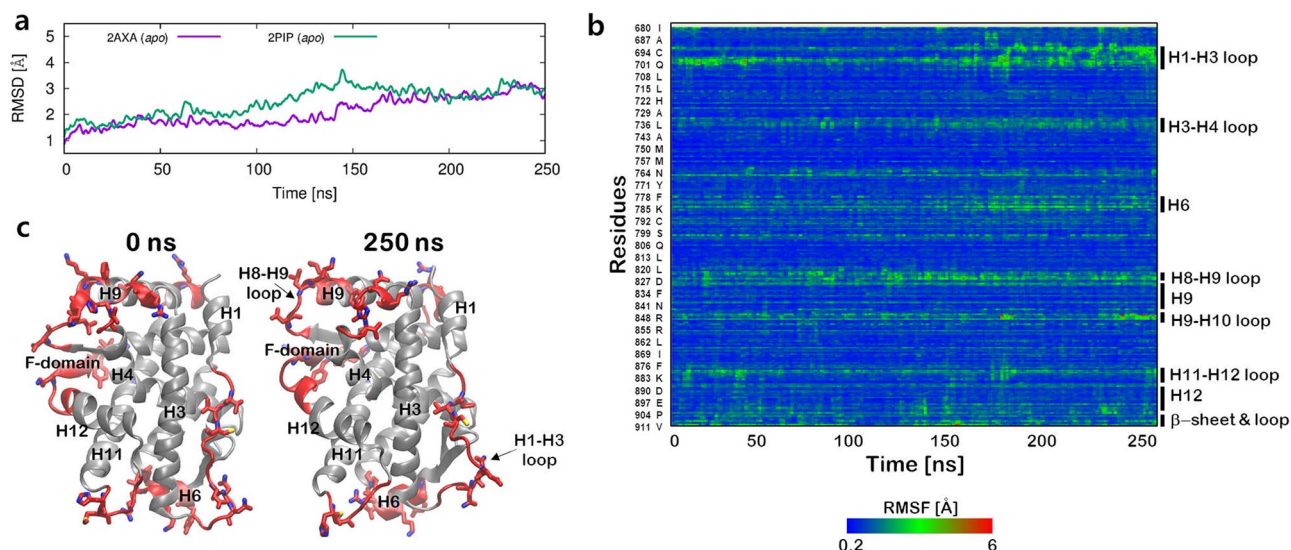 a
2AXA (apo)
2PIP (apo)
RMSD [Å]
5
4
3
2
1
0
50
100
150
200
250
Time [ns]
b
Residues
680 I
687 A
694 C
701 Q
708 L
715 L
722 H
729 A
736 L
743 A
750 M
757 M
764 N
771 Y
778 F
785 K
792 C
799 S
806 Q
813 L
820 L
827 D
834 F
841 N
848 R
855 R
862 L
869 I
876 F
883 K
890 D
897 E
904 P
911 V
H1-H3 loop
H3-H4 loop
H6
H8-H9 loop
H9
H9-H10 loop
H11-H12 loop
H12
β-sheet & loop
0
50
100
150
200
250
Time [ns]
RMSF [Å]
0.2
6
c
0 ns
H9
H1
F-domain
H4
H3
H12
H11
H6
250 ns
H8-H9
loop
H9
H1
F-domain
H4
H3
H12
H11
H1-H3
loop
H6